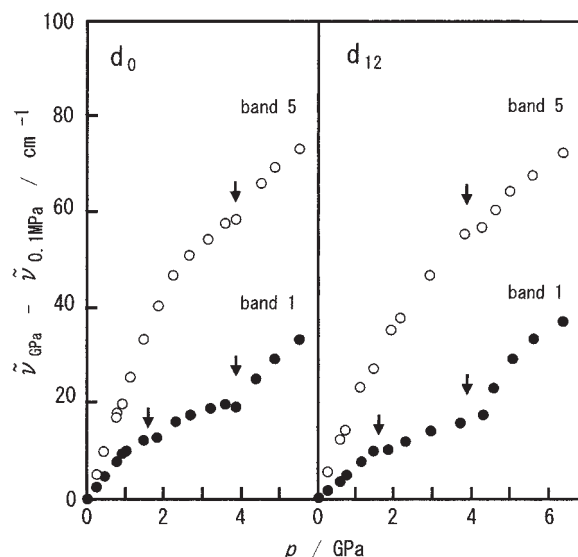 100
80
60
40
20
0
ν̃GPa − ν̃0.1MPa / cm⁻¹
d₀
band 5
band 1
d₁₂
band 5
band 1
0 2 4 0 2 4 6
p / GPa